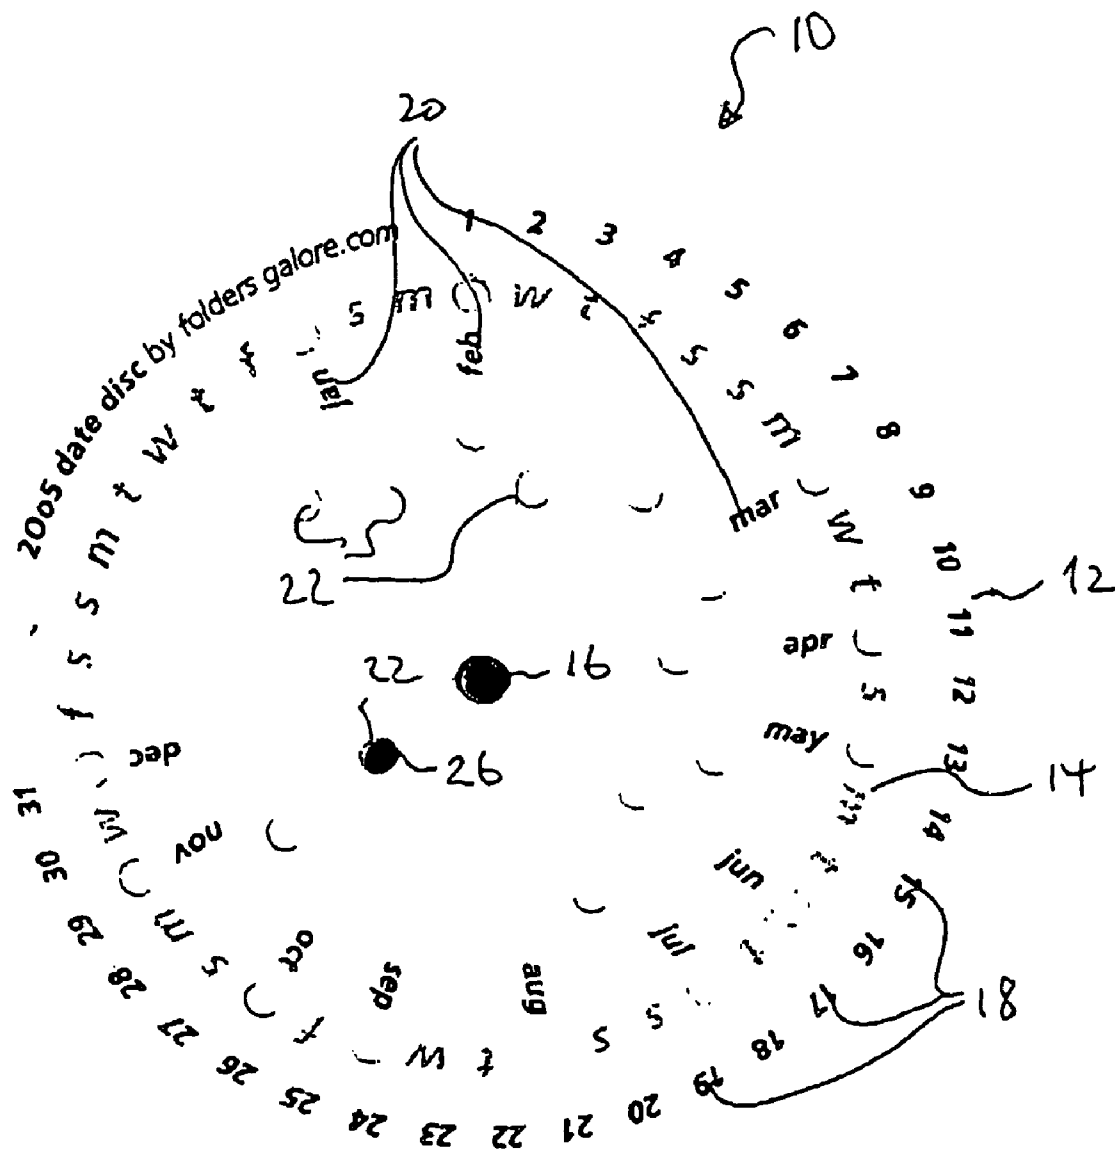 10
20
2005 date disc by folders galore.com
1 2 3 4 5 6 7 8 9 10 11 12 13 14 15 16 17 18 19 20 21 22 23 24 25 26 27 28 29 30 31
s m w
s s m
w t
s
s s
t w
f
s m
w
f s s m t w t f
jan feb mar apr may jun jul aug sep oct nov dec
22
12
22
16
26
14
18